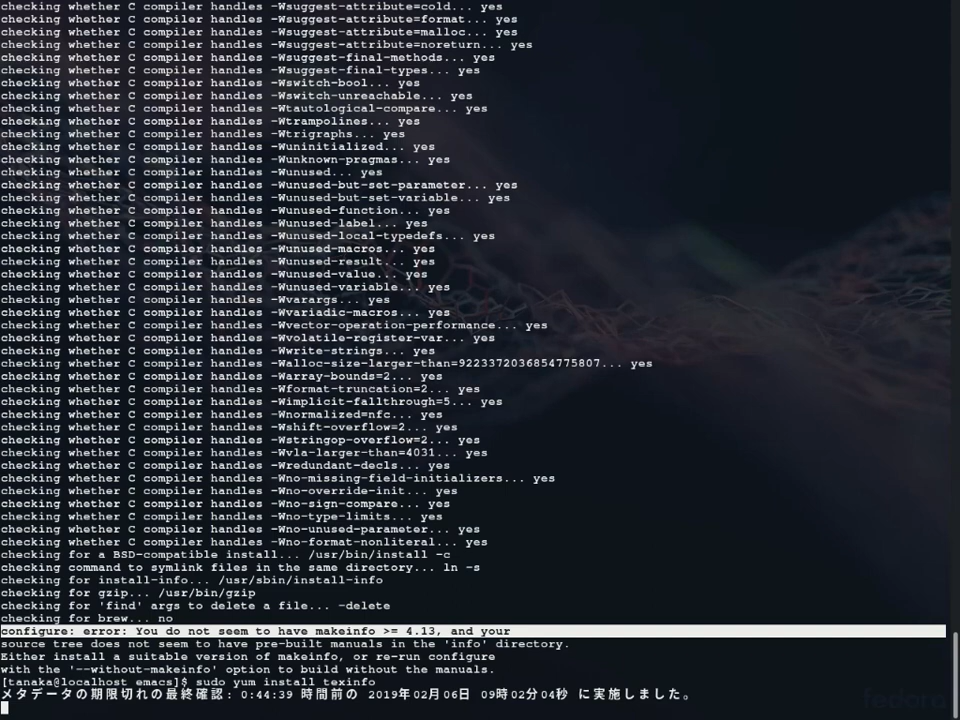 checking whether C compiler handles -Wsuggest-attribute=cold... yes
checking whether C compiler handles -Wsuggest-attribute=format... yes
checking whether C compiler handles -Wsuggest-attribute=malloc... yes
checking whether C compiler handles -Wsuggest-attribute=noreturn... yes
checking whether C compiler handles -Wsuggest-final-methods... yes
checking whether C compiler handles -Wsuggest-final-types... yes
checking whether C compiler handles -Wswitch-bool... yes
checking whether C compiler handles -Wswitch-unreachable... yes
checking whether C compiler handles -Wtautological-compare... yes
checking whether C compiler handles -Wtrampolines... yes
checking whether C compiler handles -Wtrigraphs... yes
checking whether C compiler handles -Wuninitialized... yes
checking whether C compiler handles -Wunknown-pragmas... yes
checking whether C compiler handles -Wunused... yes
checking whether C compiler handles -Wunused-but-set-parameter... yes
checking whether C compiler handles -Wunused-but-set-variable... yes
checking whether C compiler handles -Wunused-function... yes
checking whether C compiler handles -Wunused-label... yes
checking whether C compiler handles -Wunused-local-typedefs... yes
checking whether C compiler handles -Wunused-macros... yes
checking whether C compiler handles -Wunused-result... yes
checking whether C compiler handles -Wunused-value... yes
checking whether C compiler handles -Wunused-variable... yes
checking whether C compiler handles -Wvarargs... yes
checking whether C compiler handles -Wvariadic-macros... yes
checking whether C compiler handles -Wvector-operation-performance... yes
checking whether C compiler handles -Wvolatile-register-var... yes
checking whether C compiler handles -Wwrite-strings... yes
checking whether C compiler handles -Walloc-size-larger-than=9223372036854775807... yes
checking whether C compiler handles -Warray-bounds=2... yes
checking whether C compiler handles -Wformat-truncation=2... yes
checking whether C compiler handles -Wimplicit-fallthrough=5... yes
checking whether C compiler handles -Wnormalized=nfc... yes
checking whether C compiler handles -Wshift-overflow=2... yes
checking whether C compiler handles -Wstringop-overflow=2... yes
checking whether C compiler handles -Wvla-larger-than=4031... yes
checking whether C compiler handles -Wredundant-decls... yes
checking whether C compiler handles -Wno-missing-field-initializers... yes
checking whether C compiler handles -Wno-override-init... yes
checking whether C compiler handles -Wno-sign-compare... yes
checking whether C compiler handles -Wno-type-limits... yes
checking whether C compiler handles -Wno-unused-parameter... yes
checking whether C compiler handles -Wno-format-nonliteral... yes
checking for a BSD-compatible install... /usr/bin/install -c
checking command to symlink files in the same directory... ln -s
checking for install-info... /usr/sbin/install-info
checking for gzip... /usr/bin/gzip
checking for 'find' args to delete a file... -delete
checking for brew... no
configure: error: You do not seem to have makeinfo >= 4.13, and your
source tree does not seem to have pre-built manuals in the 'info' directory.
Either install a suitable version of makeinfo, or re-run configure
with the '--without-makeinfo' option to build without the manuals.
[tanaka@localhost emacs]$ sudo yum install texinfo
メタデータの期限切れの最終確認: 0:44:39 時間前の 2019年02月06日 09時02分04秒 に実施しました。
fedora